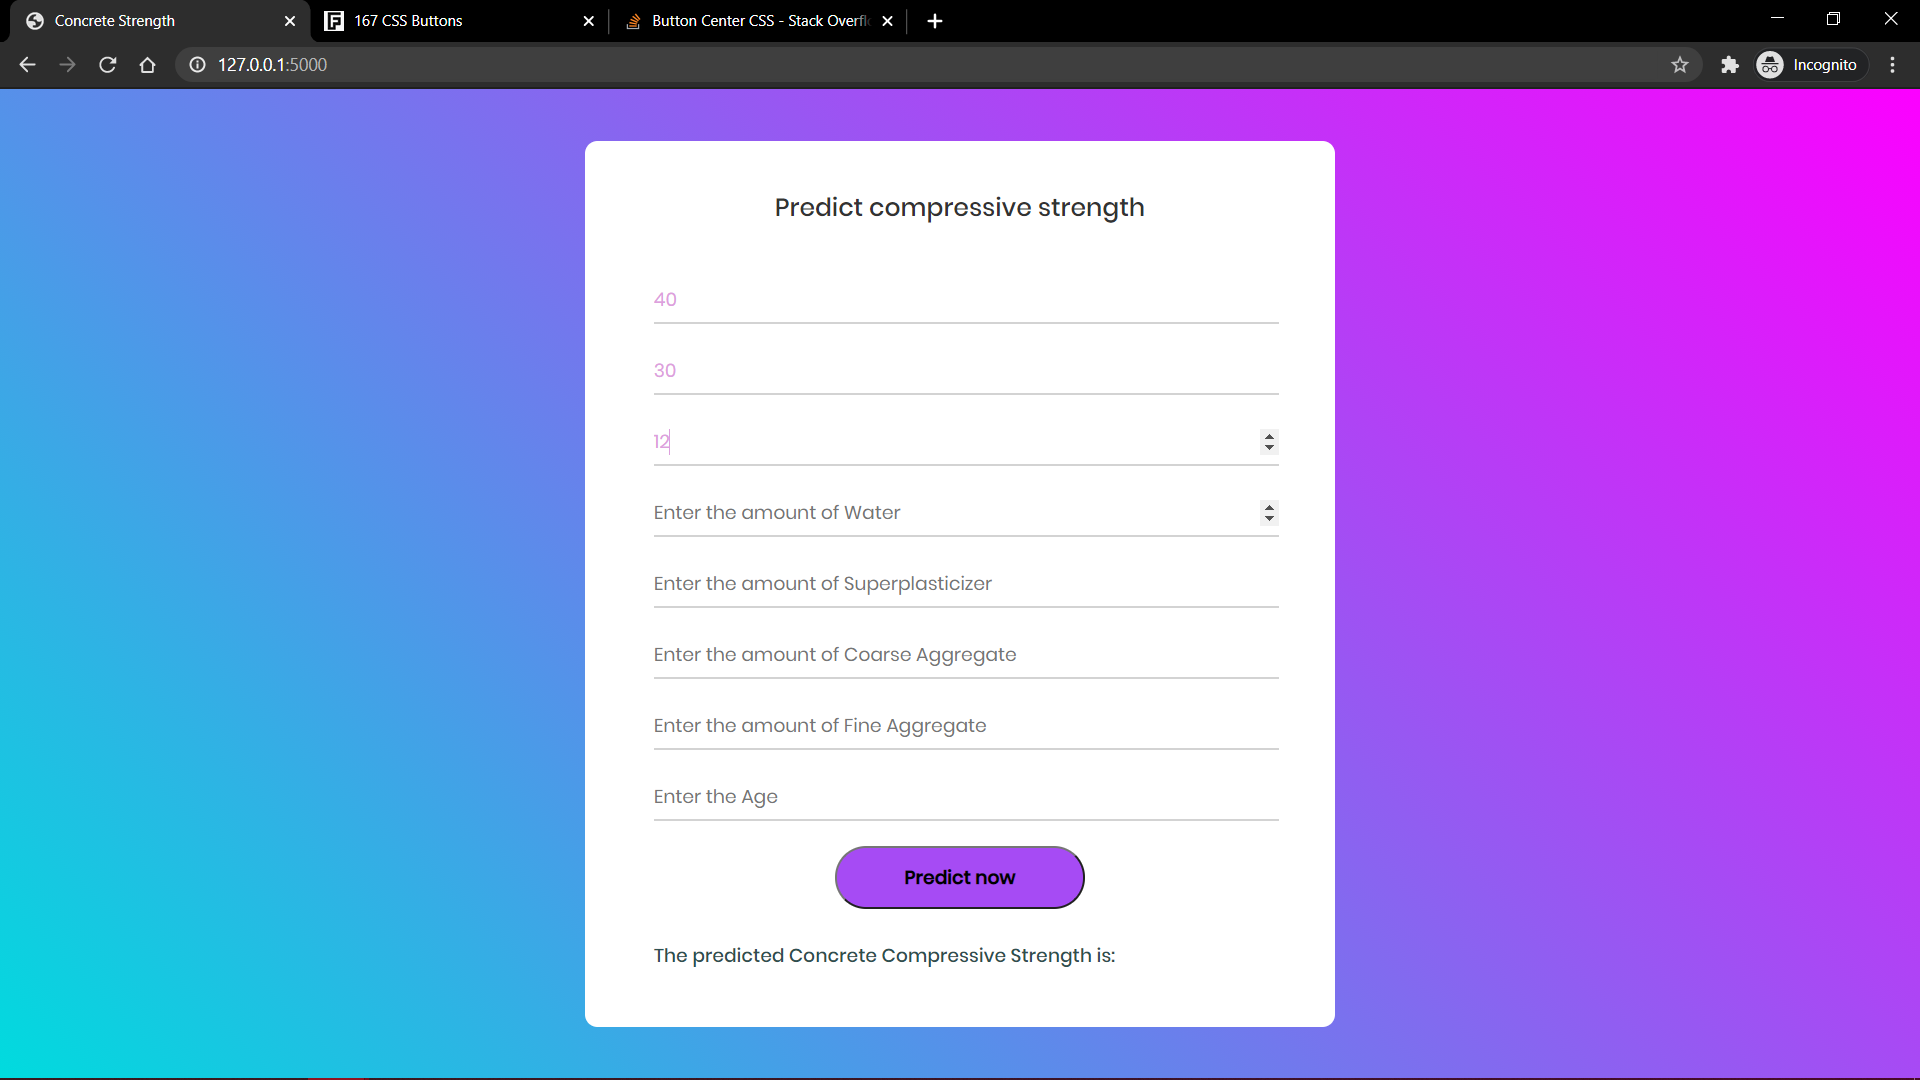 Concrete Strength
167 CSS Buttons
Button Center CSS - Stack Overfl
127.0.0.1:5000
Incognito
Predict compressive strength
40
30
12
Enter the amount of Water
Enter the amount of Superplasticizer
Enter the amount of Coarse Aggregate
Enter the amount of Fine Aggregate
Enter the Age
Predict now
The predicted Concrete Compressive Strength is: